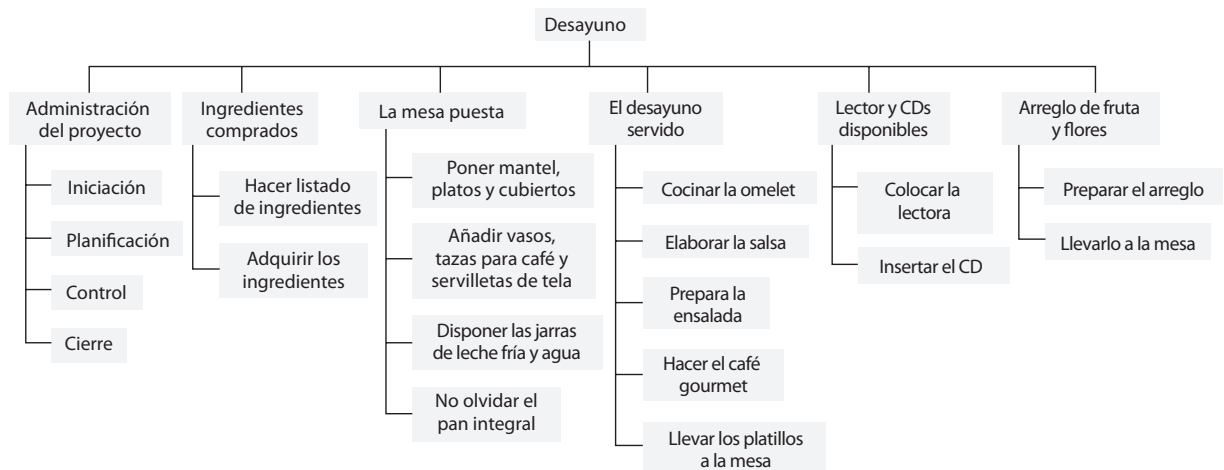 Desayuno
Administración
del proyecto
Iniciación
Planificación
Control
Cierre
Ingredientes
comprados
Hacer listado
de ingredientes
Adquirir los
ingredientes
La mesa puesta
Poner mantel,
platos y cubiertos
Añadir vasos,
tazas para café y
servilletas de tela
Disponer las jarras
de leche fría y agua
No olvidar el
pan integral
El desayuno
servido
Cocinar la omelet
Elaborar la salsa
Prepara la
ensalada
Hacer el café
gourmet
Llevar los platillos
a la mesa
Lector y CDs
disponibles
Colocar la
lectora
Insertar el CD
Arreglo de fruta
y flores
Preparar el arreglo
Llevarlo a la mesa